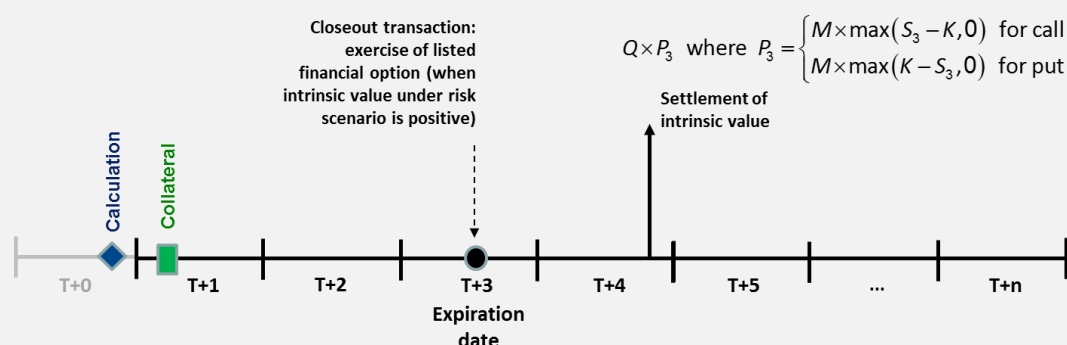 Closeout transaction:
exercise of listed
financial option (when
intrinsic value under risk
scenario is positive)
Q×P₃ where P₃ = { M×max(S₃ − K,0) for call
M×max(K − S₃,0) for put
Settlement of
intrinsic value
Calculation
Collateral
T+0
T+1
T+2
T+3
T+4
T+5
...
T+n
Expiration
date